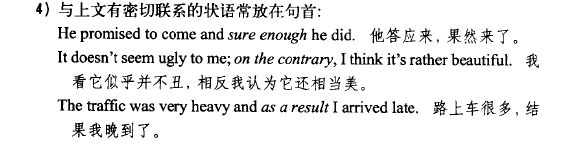 4）与上文有密切联系的状语常放在句首：
He promised to come and sure enough he did. 他答应来，果然来了。
It doesn't seem ugly to me; on the contrary, I think it's rather beautiful. 我
看它似乎并不丑，相反我认为它还相当美。
The traffic was very heavy and as a result I arrived late. 路上车很多，结
果我晚到了。